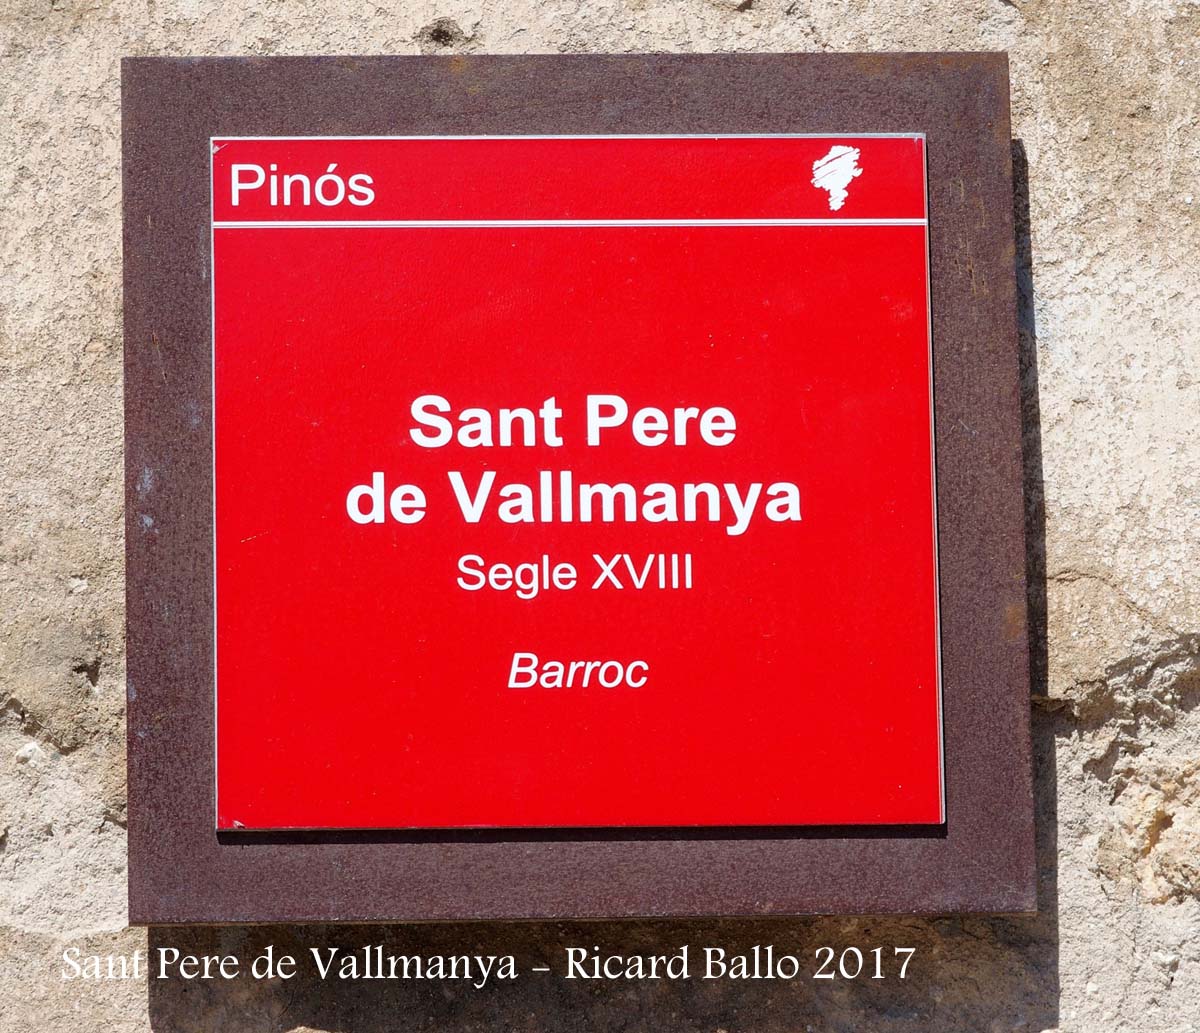 Pinós
Sant Pere
de Vallmanya
Segle XVIII
Barroc
Sant Pere de Vallmanya - Ricard Ballo 2017